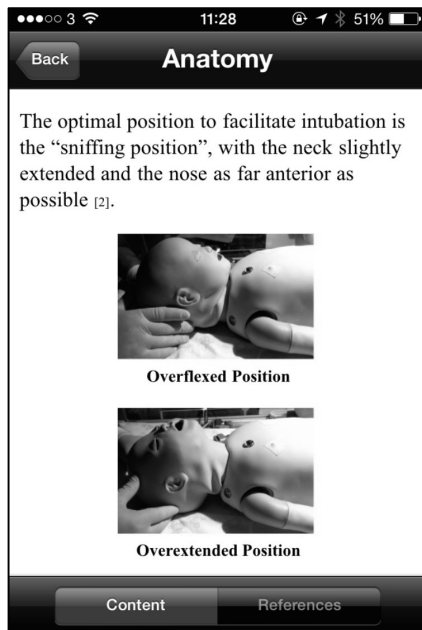 3 11:28 51%
Back Anatomy
The optimal position to facilitate intubation is
the “sniffing position”, with the neck slightly
extended and the nose as far anterior as
possible [2].
Overflexed Position
Overextended Position
Content References